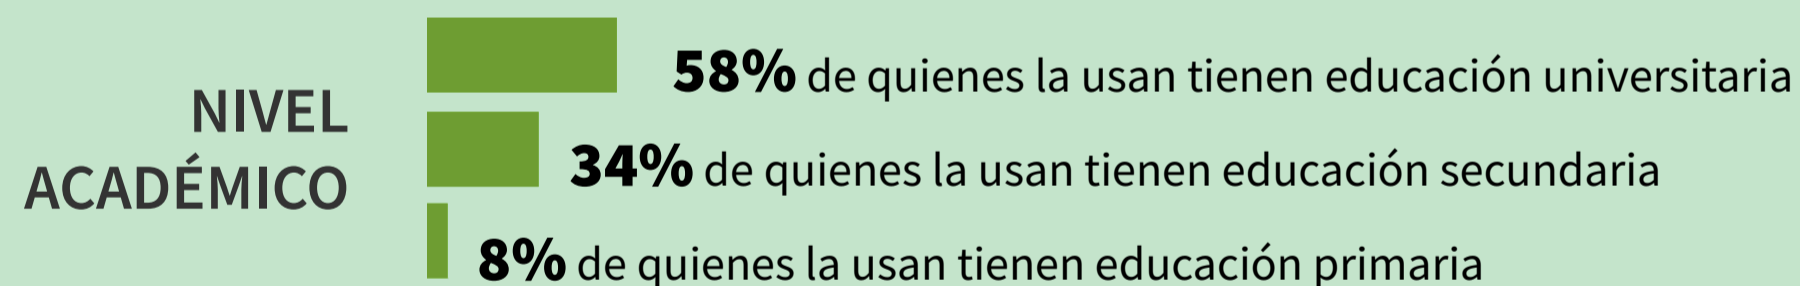 NIVEL
ACADÉMICO
58% de quienes la usan tienen educación universitaria
34% de quienes la usan tienen educación secundaria
8% de quienes la usan tienen educación primaria